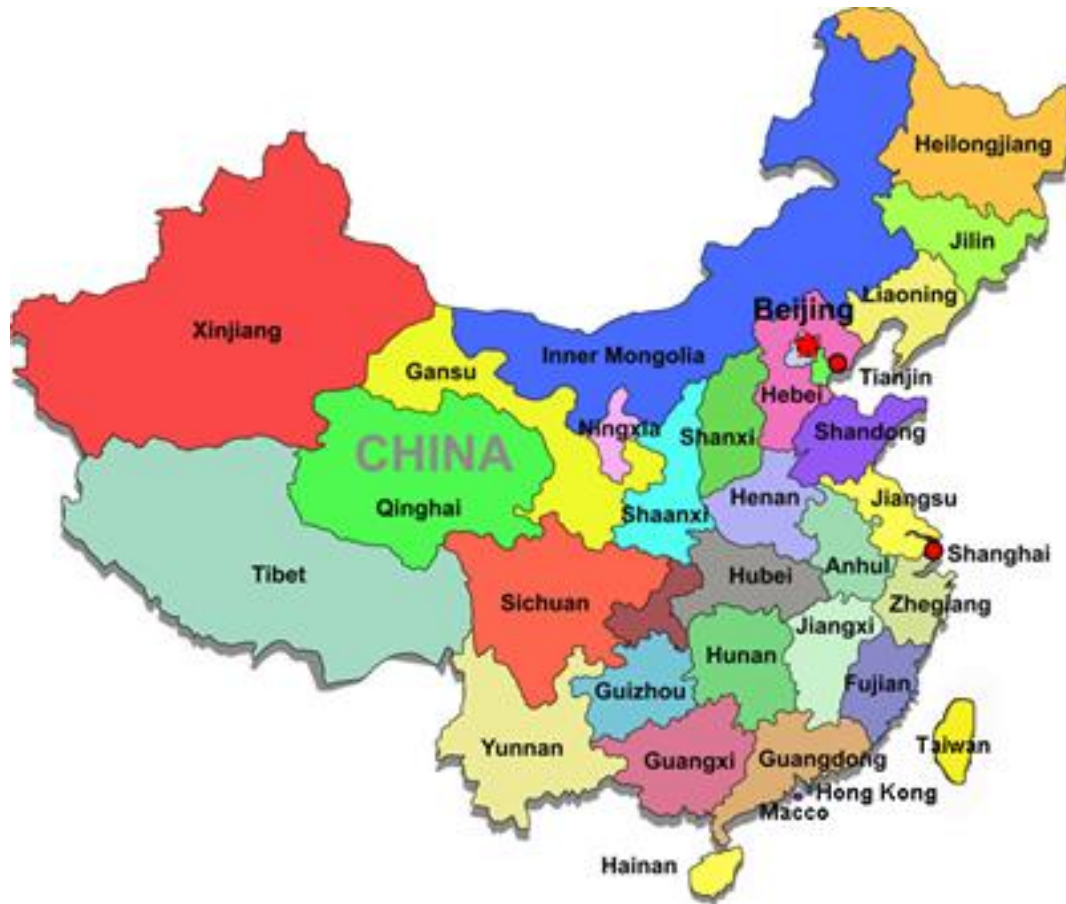 Heilongjiang
Jilin
Liaoning
Beijing
Xinjiang
Inner Mongolia
Gansu
Tianjin
Hebei
Ningxia
Shanxi
Shandong
CHINA
Qinghai
Henan
Jiangsu
Shaanxi
Shanghai
Tibet
Hubei
Anhul
Sichuan
Zhegiang
Jiangxi
Hunan
Guizhou
Fujian
Yunnan
Guangxi
Guangdong
Taiwan
Hong Kong
Macco
Hainan